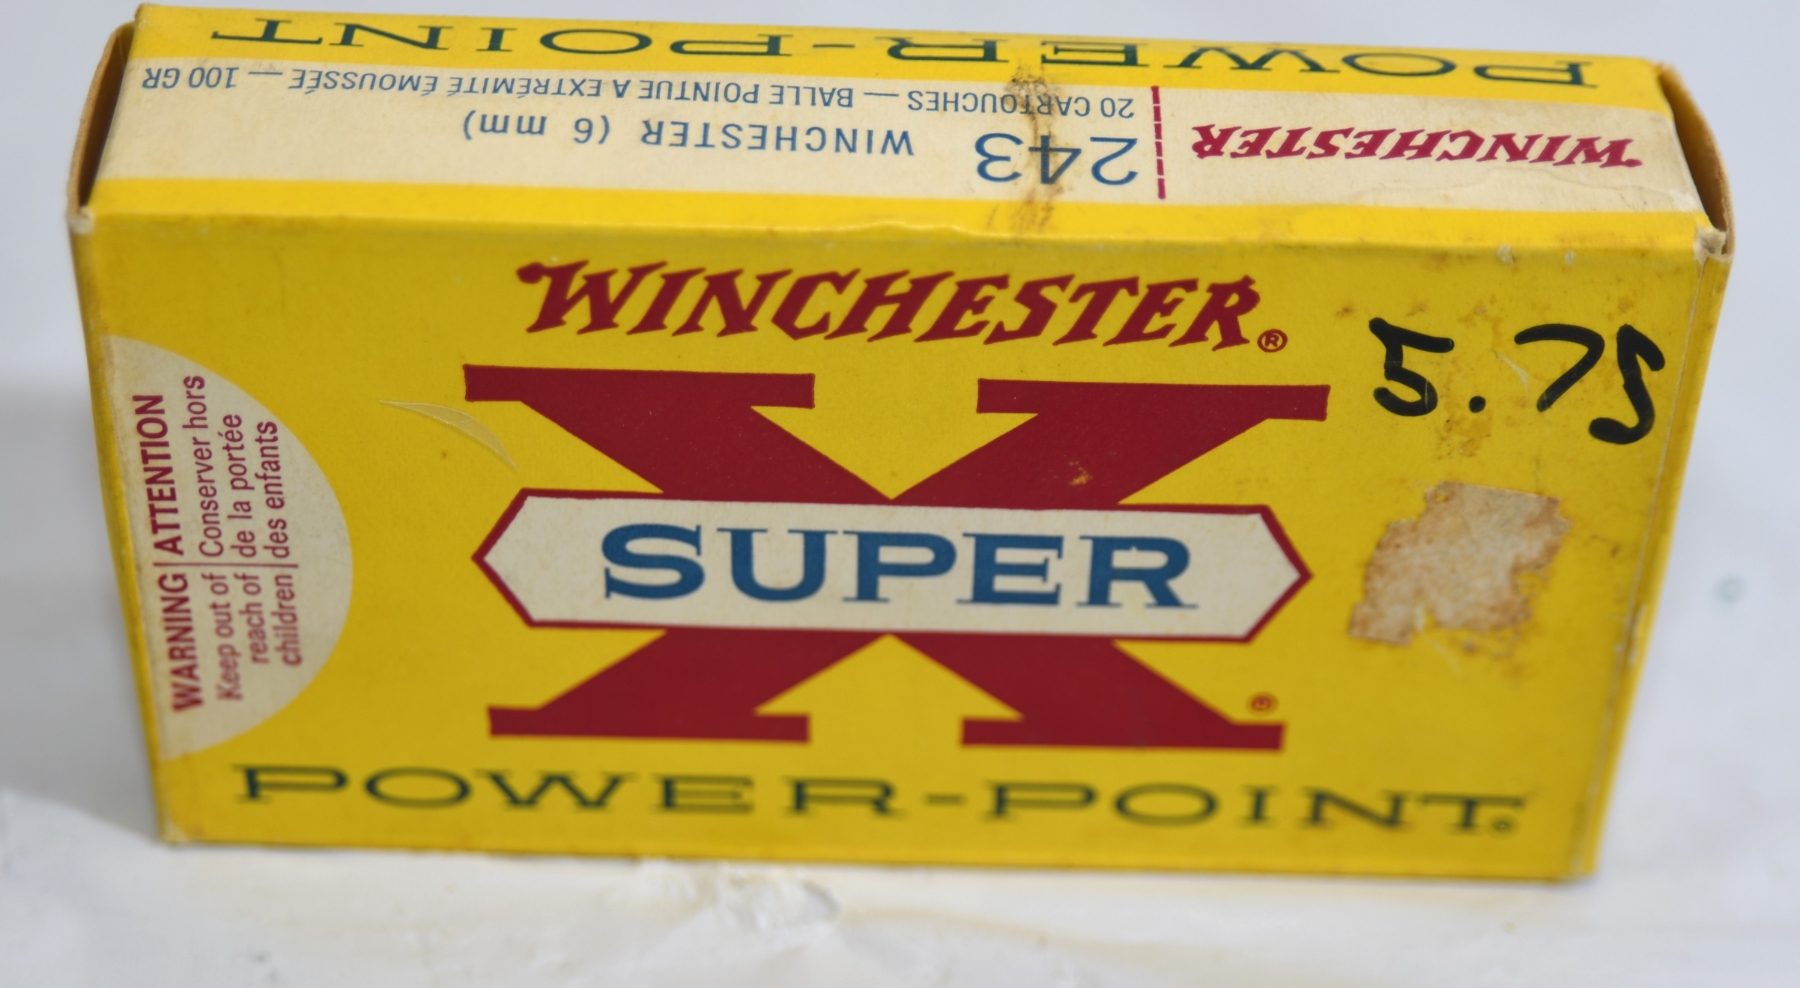 POWER-POINT
WINCHESTER
243 WINCHESTER (6 mm)
20 CARTOUCHES — BALLE POINTUE A EXTRÉMITÉ ÉMOUSSÉE — 100 GR
WINCHESTER®
5.75
X
SUPER
®
POWER-POINT®
WARNING | ATTENTION
Keep out of | Conserver hors
reach of | de la portée
children | des enfants